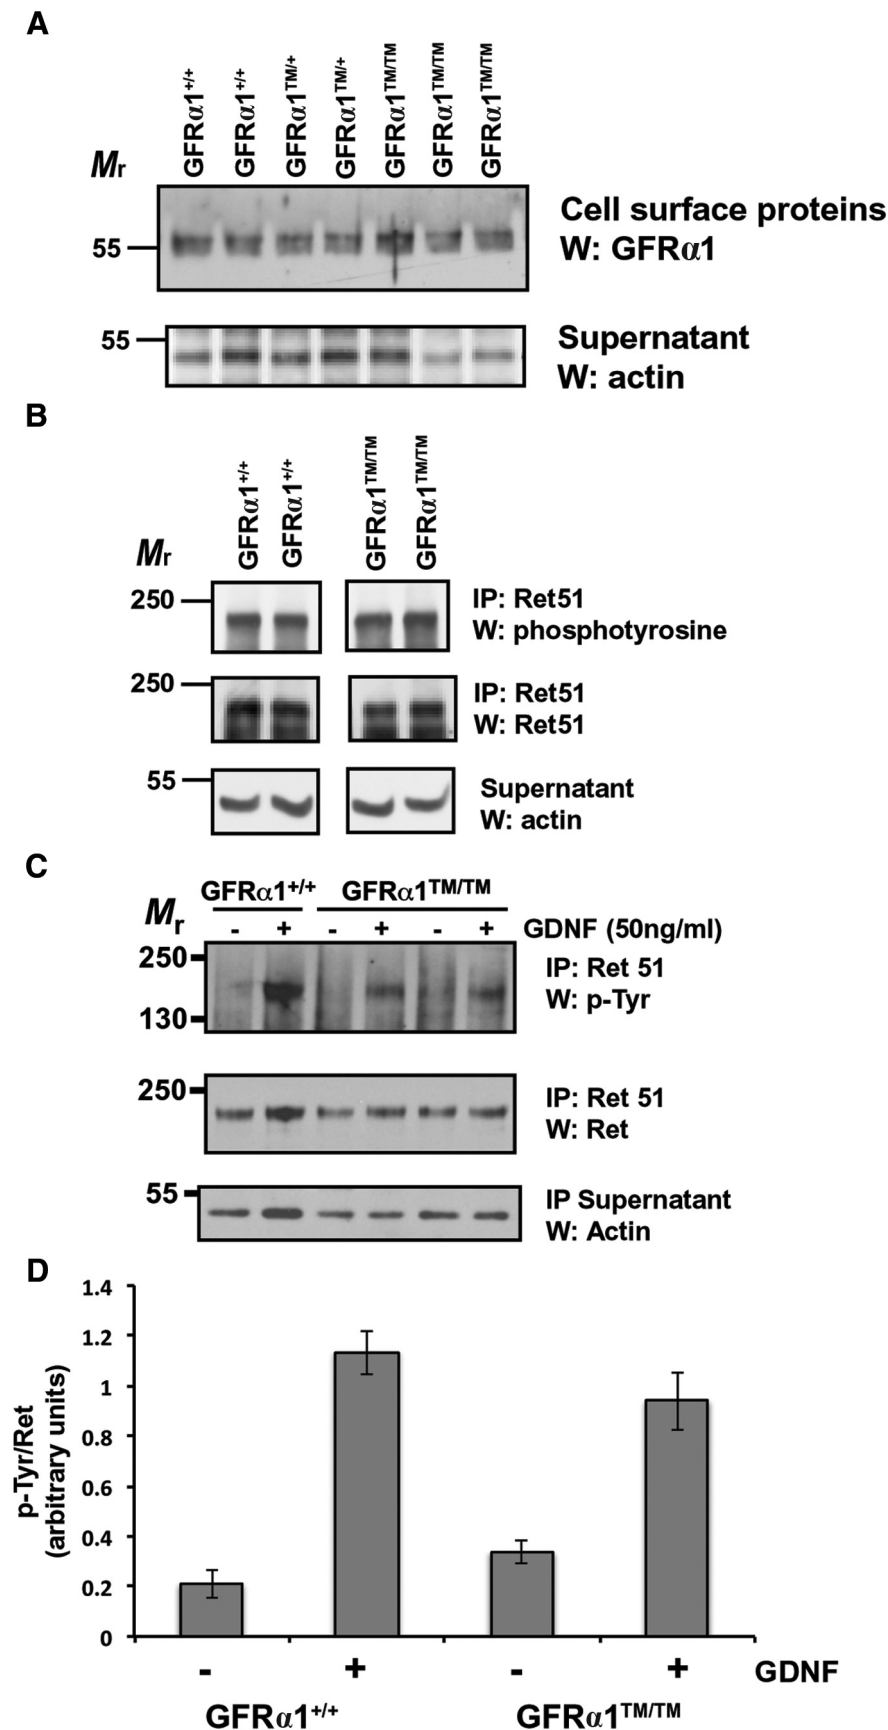 A
GFRα1+/+ GFRα1+/+ GFRα1TM/+ GFRα1TM/+ GFRα1TM/TM GFRα1TM/TM GFRα1TM/TM
Mr
55
Cell surface proteins
W: GFRα1
55
Supernatant
W: actin
B
GFRα1+/+ GFRα1+/+ GFRα1TM/TM GFRα1TM/TM
Mr
250
IP: Ret51
W: phosphotyrosine
250
IP: Ret51
W: Ret51
55
Supernatant
W: actin
C
GFRα1+/+ GFRα1TM/TM
Mr
- + - + - + GDNF (50ng/ml)
250
130
IP: Ret 51
W: p-Tyr
250
IP: Ret 51
W: Ret
55
IP Supernatant
W: Actin
D
p-Tyr/Ret
(arbitrary units)
1.4
1.2
1
0.8
0.6
0.4
0.2
0
- + - + GDNF
GFRα1+/+ GFRα1TM/TM